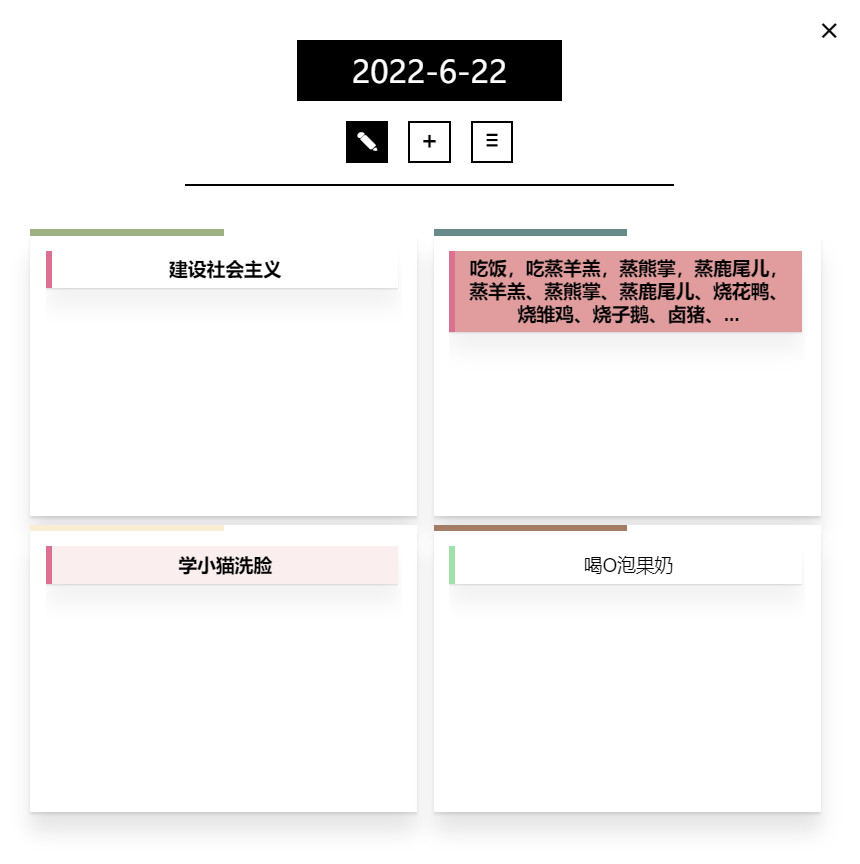 2022-6-22
建设社会主义
吃饭，吃蒸羊羔，蒸熊掌，蒸鹿尾儿，
蒸羊羔、蒸熊掌、蒸鹿尾儿、烧花鸭、
烧雏鸡、烧子鹅、卤猪、...
学小猫洗脸
喝O泡果奶